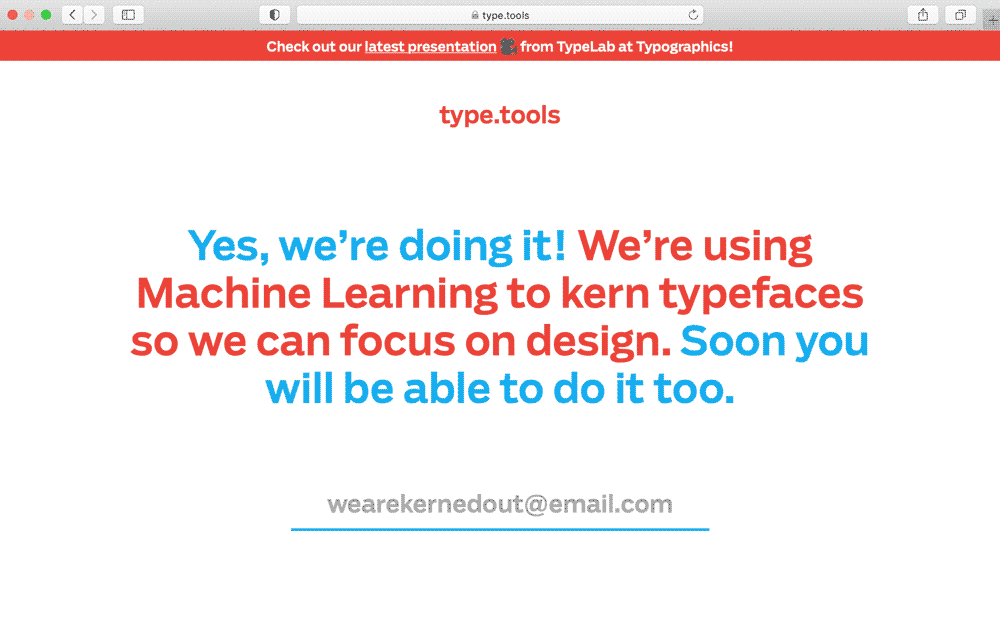 type.tools
Check out our latest presentation 🎥 from TypeLab at Typographics!
type.tools
Yes, we’re doing it! We’re using
Machine Learning to kern typefaces
so we can focus on design. Soon you
will be able to do it too.
wearekernedout@email.com